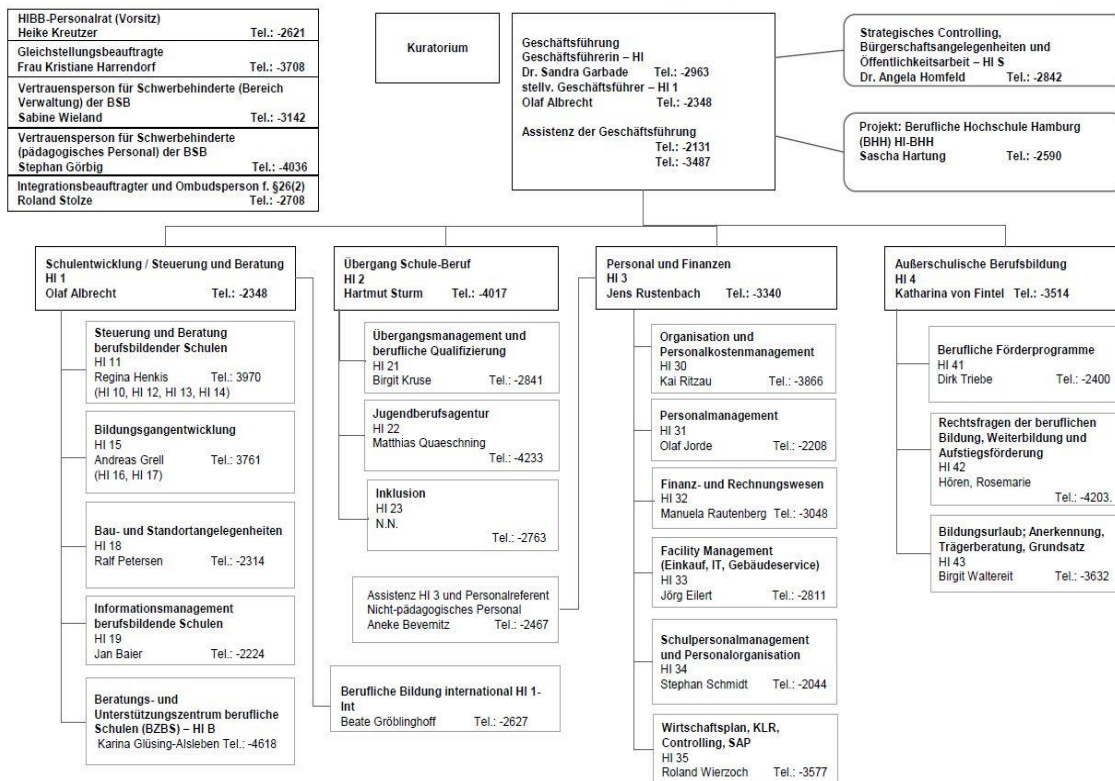 HIBB-Personalrat (Vorsitz)
Heike Kreutzer Tel.: -2621
Gleichstellungsbeauftragte
Frau Kristiane Harrendorf Tel.: -3708
Vertrauensperson für Schwerbehinderte (Bereich
Verwaltung) der BSB
Sabine Wieland Tel.: -3142
Vertrauensperson für Schwerbehinderte
(pädagogisches Personal) der BSB
Stephan Görbig Tel.: -4036
Integrationsbeauftragter und Ombudsperson f. §26(2)
Roland Stolze Tel.: -2708
Kuratorium
Geschäftsführung
Geschäftsführerin – HI
Dr. Sandra Garbade Tel.: -2963
stellv. Geschäftsführer – HI 1
Olaf Albrecht Tel.: -2348
Assistenz der Geschäftsführung
Tel.: -2131
Tel.: -3487
Strategisches Controlling,
Bürgerschaftsangelegenheiten und
Öffentlichkeitsarbeit – HI S
Dr. Angela Homfeld Tel.: -2842
Projekt: Berufliche Hochschule Hamburg
(BHH) HI-BHH
Sascha Hartung Tel.: -2590
Schulentwicklung / Steuerung und Beratung
HI 1
Olaf Albrecht Tel.: -2348
Steuerung und Beratung
berufsbildender Schulen
HI 11
Regina Henkis Tel.: 3970
(HI 10, HI 12, HI 13, HI 14)
Bildungsgangentwicklung
HI 15
Andreas Grell Tel.: 3761
(HI 16, HI 17)
Bau- und Standortangelegenheiten
HI 18
Ralf Petersen Tel.: -2314
Informationsmanagement
berufsbildende Schulen
HI 19
Jan Baier Tel.: -2224
Beratungs- und
Unterstützungszentrum berufliche
Schulen (BZBS) – HI B
Karina Glüsing-Alsleben Tel.: -4618
Übergang Schule-Beruf
HI 2
Hartmut Sturm Tel.: -4017
Übergangsmanagement und
berufliche Qualifizierung
HI 21
Birgit Kruse Tel.: -2841
Jugendberufsagentur
HI 22
Matthias Quaeschning
Tel.: -4233
Inklusion
HI 23
N.N.
Tel.: -2763
Assistenz HI 3 und Personalreferent
Nicht-pädagogisches Personal
Aneke Bevernitz Tel.: -2467
Berufliche Bildung international HI 1-
Int
Beate Gröblinghoff Tel.: -2627
Personal und Finanzen
HI 3
Jens Rustenbach Tel.: -3340
Organisation und
Personalkostenmanagement
HI 30
Kai Ritzau Tel.: -3866
Personalmanagement
HI 31
Olaf Jorde Tel.: -2208
Finanz- und Rechnungswesen
HI 32
Manuela Rautenberg Tel.: -3048
Facility Management
(Einkauf, IT, Gebäudeservice)
HI 33
Jörg Eilert Tel.: -2811
Schulpersonalmanagement
und Personalorganisation
HI 34
Stephan Schmidt Tel.: -2044
Wirtschaftsplan, KLR,
Controlling, SAP
HI 35
Roland Wierzoch Tel.: -3577
Außerschulische Berufsbildung
HI 4
Katharina von Fintel Tel.: -3514
Berufliche Förderprogramme
HI 41
Dirk Triebe Tel.: -2400
Rechtsfragen der beruflichen
Bildung, Weiterbildung und
Aufstiegsförderung
HI 42
Hören, Rosemarie
Tel.: -4203.
Bildungsurlaub; Anerkennung,
Trägerberatung, Grundsatz
HI 43
Birgit Waltereit Tel.: -3632